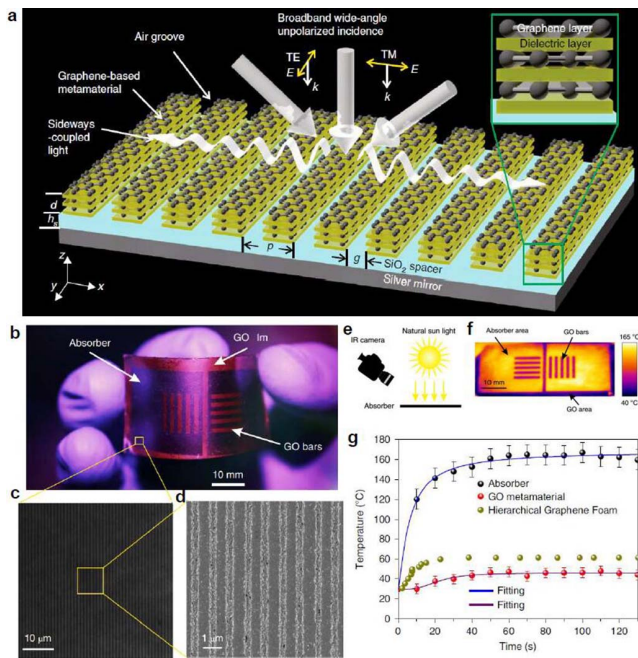 a
Broadband wide-angle
unpolarized incidence
TE
E
k
TM
E
k
Air groove
Graphene-based
metamaterial
Sideways
-coupled
light
Graphene layer
Dielectric layer
d
p
g
SiO₂ spacer
Silver mirror
z
y
x
b
Absorber
GO lm
GO bars
10 mm
c
10 μm
d
1 μm
e
IR camera
Natural sun light
Absorber
f
Absorber area
GO bars
10 mm
GO area
165 °C
40 °C
g
Temperature (°C)
180
160
140
120
100
80
60
40
20
0
Absorber
GO metamaterial
Hierarchical Graphene Foam
Fitting
Fitting
0
20
40
60
80
100
120
Time (s)